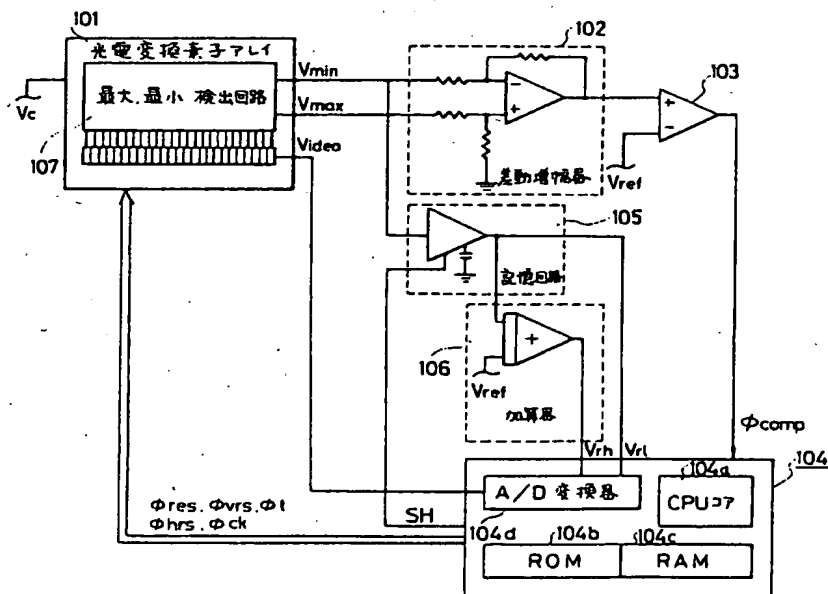 101
光電変換素子アレイ
最大、最小 検出回路
107
Vc
Vmin
Vmax
Video
102
差動増幅器
103
Vref
105
記憶回路
106
Vref
加算器
Vrh
Vrl
Φcomp
104
104a
CPUコア
A/D 変換器
104d
104b
104c
ROM
RAM
SH
Φres. Φvrs. Φt
Φhrs. Φck